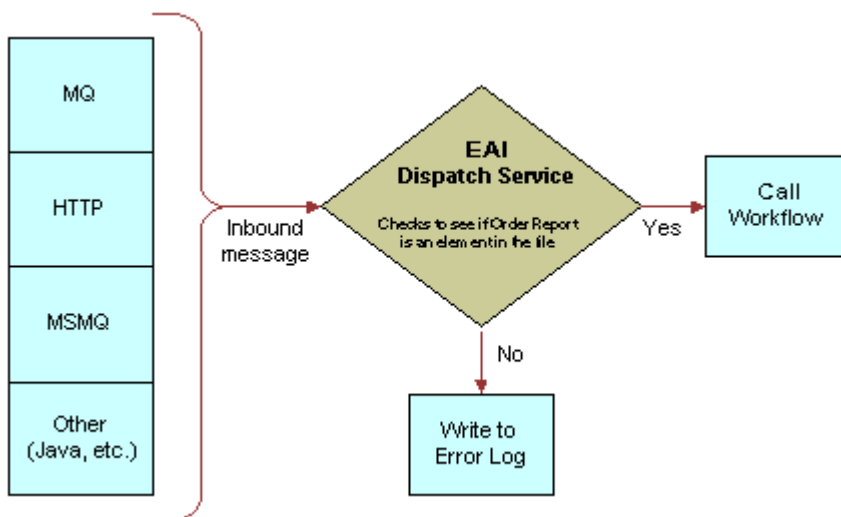 MQ
HTTP
MSMQ
Other
(Java, etc.)
Inbound
message
EAI
Dispatch Service
Checks to see if Order Report
is an element in the file
Yes
Call
Workflow
No
Write to
Error Log